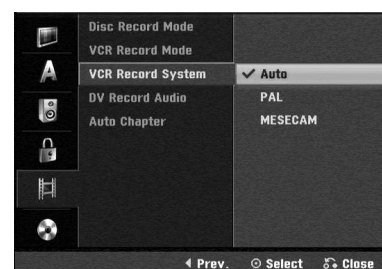 Disc Record Mode
VCR Record Mode
VCR Record System
DV Record Audio
Auto Chapter
Auto
PAL
MESECAM
Prev. Select Close